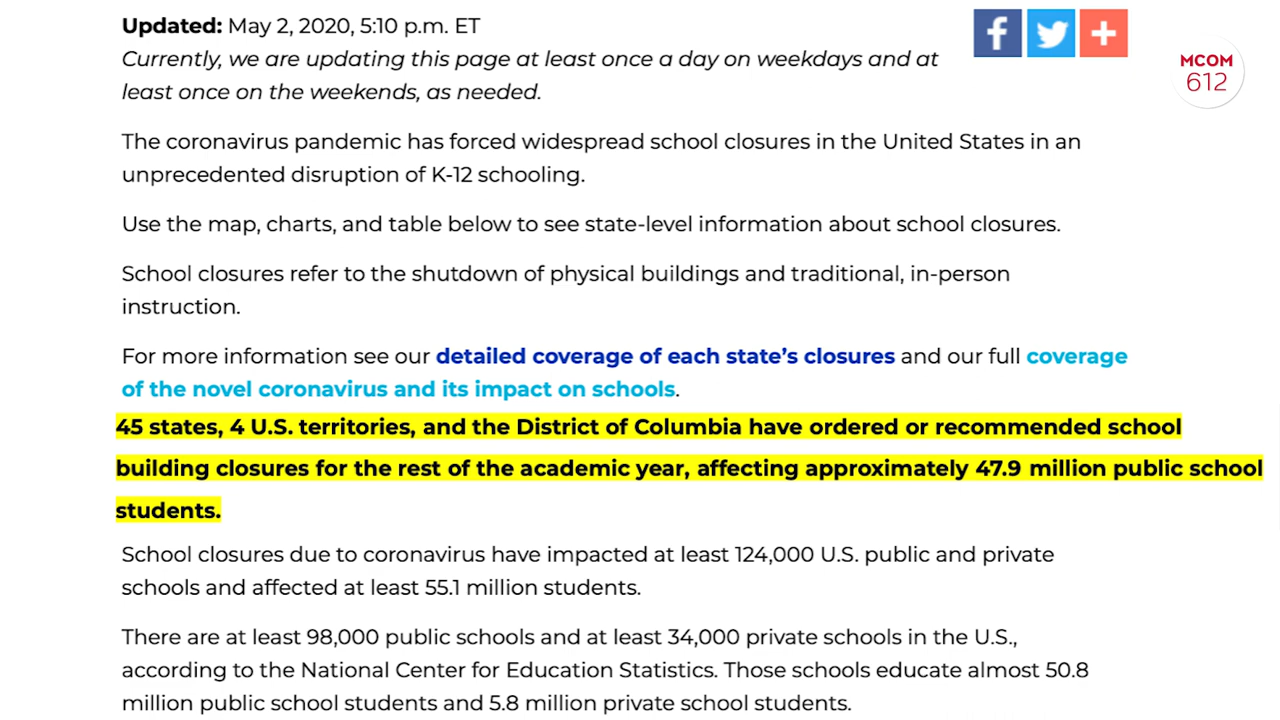 Updated: May 2, 2020, 5:10 p.m. ET
Currently, we are updating this page at least once a day on weekdays and at
least once on the weekends, as needed.
f
+
MCOM
612
The coronavirus pandemic has forced widespread school closures in the United States in an
unprecedented disruption of K-12 schooling.
Use the map, charts, and table below to see state-level information about school closures.
School closures refer to the shutdown of physical buildings and traditional, in-person
instruction.
For more information see our detailed coverage of each state’s closures and our full coverage
of the novel coronavirus and its impact on schools.
45 states, 4 U.S. territories, and the District of Columbia have ordered or recommended school
building closures for the rest of the academic year, affecting approximately 47.9 million public school
students.
School closures due to coronavirus have impacted at least 124,000 U.S. public and private
schools and affected at least 55.1 million students.
There are at least 98,000 public schools and at least 34,000 private schools in the U.S.,
according to the National Center for Education Statistics. Those schools educate almost 50.8
million public school students and 5.8 million private school students.